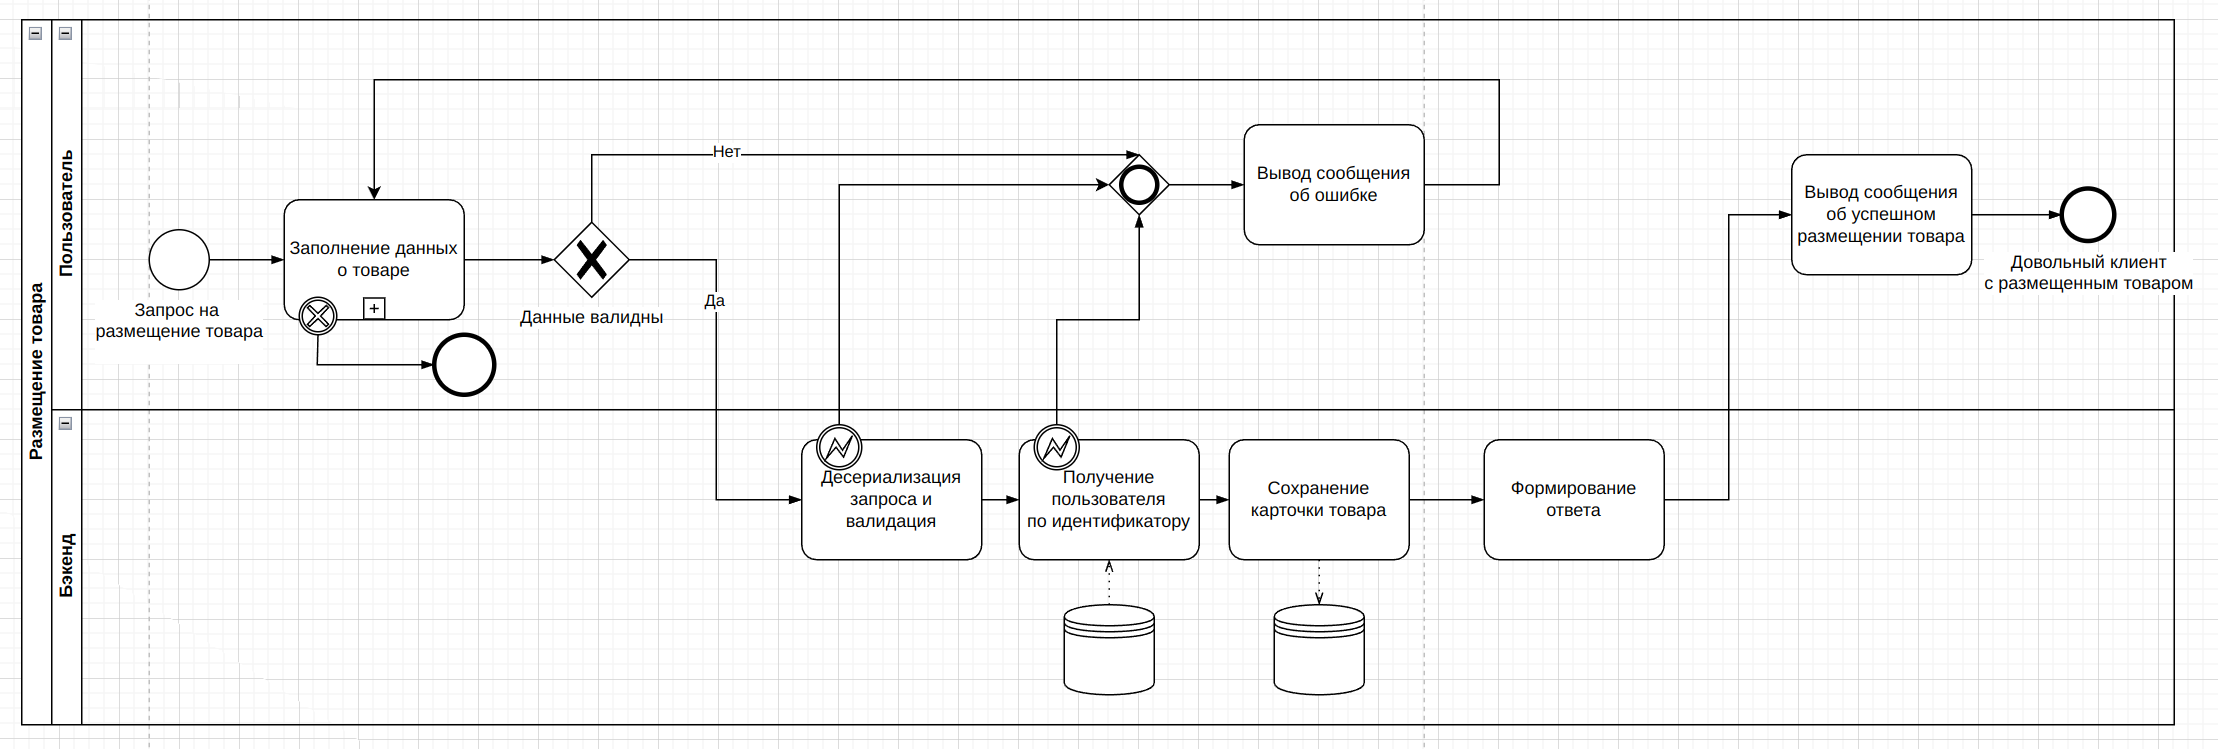 Размещение товара
Пользователь
Запрос на
размещение товара
Заполнение данных
о товаре
Данные валидны
Нет
Да
Вывод сообщения
об ошибке
Вывод сообщения
об успешном
размещении товара
Довольный клиент
с размещенным товаром
Бэкенд
Десериализация
запроса и
валидация
Получение
пользователя
по идентификатору
Сохранение
карточки товара
Формирование
ответа